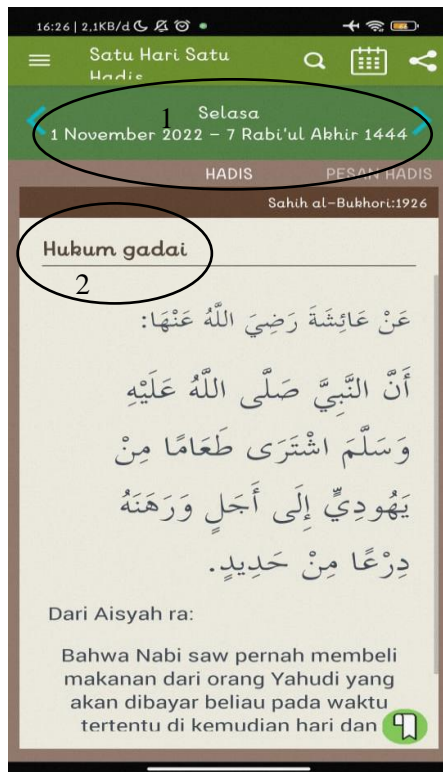 16:26 | 2,1KB/d
Satu Hari Satu
Hadis
1
Selasa
1 November 2022 – 7 Rabi'ul Akhir 1444
HADIS PESAN HADIS
Sahih al-Bukhori:1926
Hukum gadai
2
عَنْ عَائِشَةَ رَضِيَ اللَّهُ عَنْهَا:
أَنَّ النَّبِيَّ صَلَّى اللَّهُ عَلَيْهِ
وَسَلَّمَ اشْتَرَى طَعَامًا مِنْ
يَهُودِيٍّ إِلَى أَجَلٍ وَرَهَنَهُ
دِرْعًا مِنْ حَدِيدٍ.
Dari Aisyah ra:
Bahwa Nabi saw pernah membeli
makanan dari orang Yahudi yang
akan dibayar beliau pada waktu
tertentu di kemudian hari dan